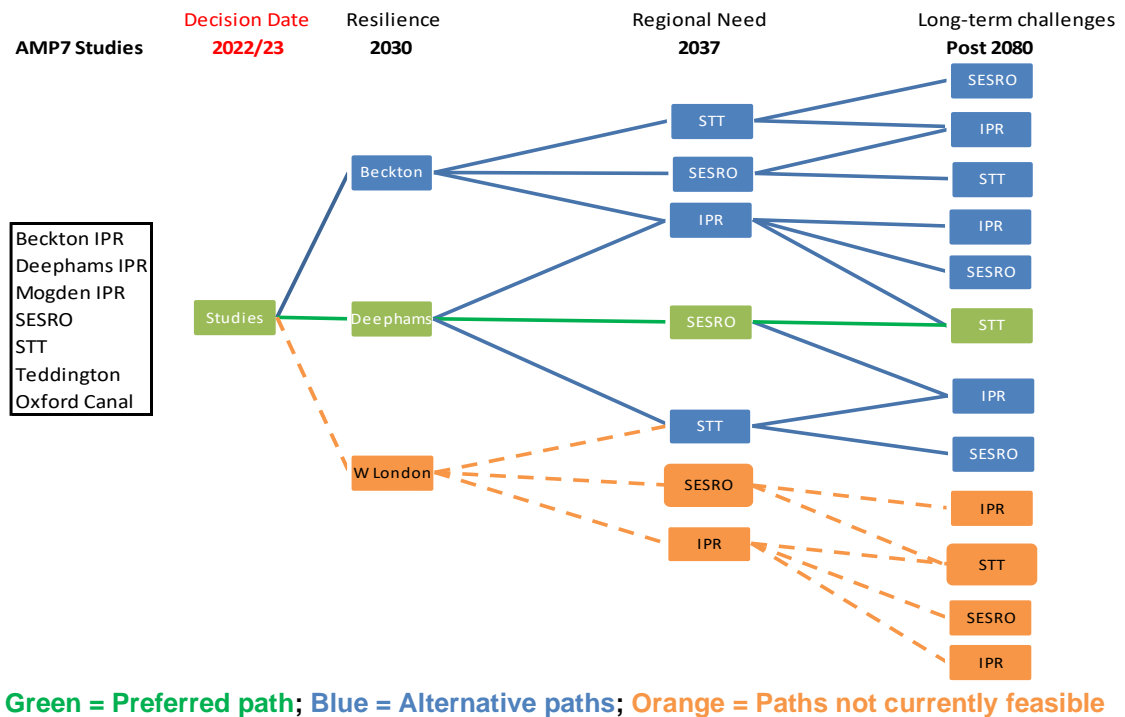 Decision Date
Resilience
Regional Need
Long-term challenges
AMP7 Studies
2022/23
2030
2037
Post 2080
Beckton IPR
Deephams IPR
Mogden IPR
SESRO
STT
Teddington
Oxford Canal
Studies
Beckton
Deephams
W London
STT
SESRO
IPR
SESRO
STT
SESRO
IPR
SESRO
IPR
STT
IPR
SESRO
STT
IPR
SESRO
IPR
STT
SESRO
IPR
Green = Preferred path; Blue = Alternative paths; Orange = Paths not currently feasible